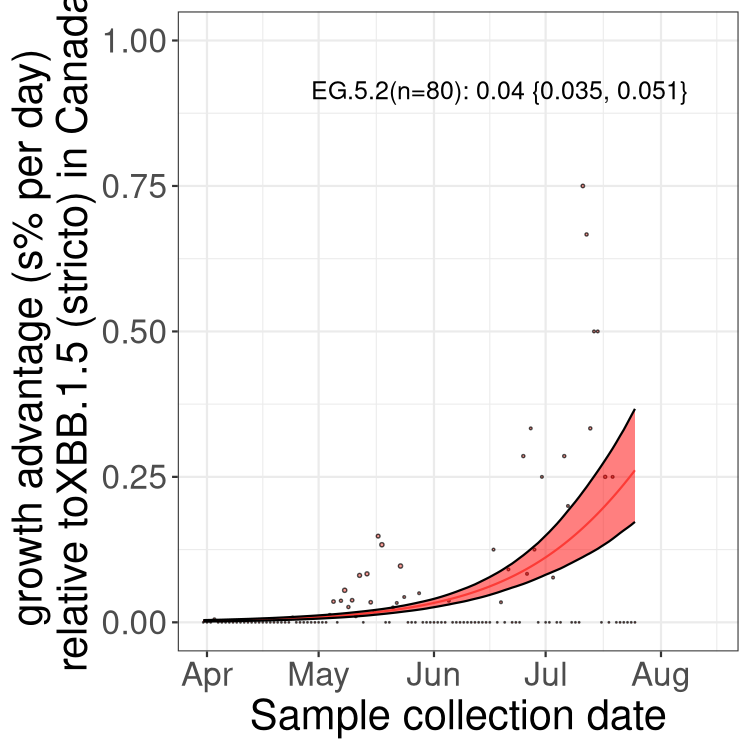 growth advantage (s% per day)
relative toXBB.1.5 (stricto) in Canada
1.00
0.75
0.50
0.25
0.00
EG.5.2(n=80): 0.04 {0.035, 0.051}
Apr May Jun Jul Aug
Sample collection date